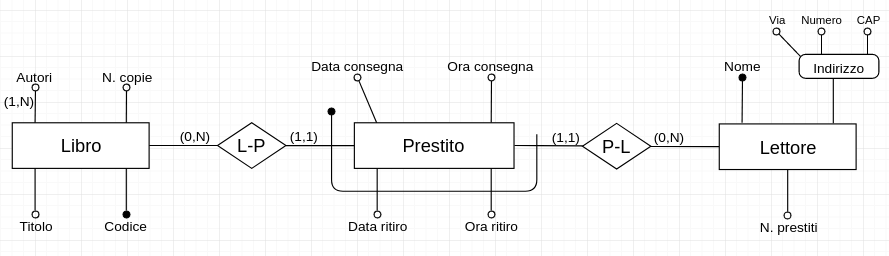 Via Numero CAP
Autori N. copie Data consegna Ora consegna Nome Indirizzo
(1,N)
(0,N) (1,1) (1,1) (0,N)
Libro L-P Prestito P-L Lettore
Titolo Codice Data ritiro Ora ritiro N. prestiti